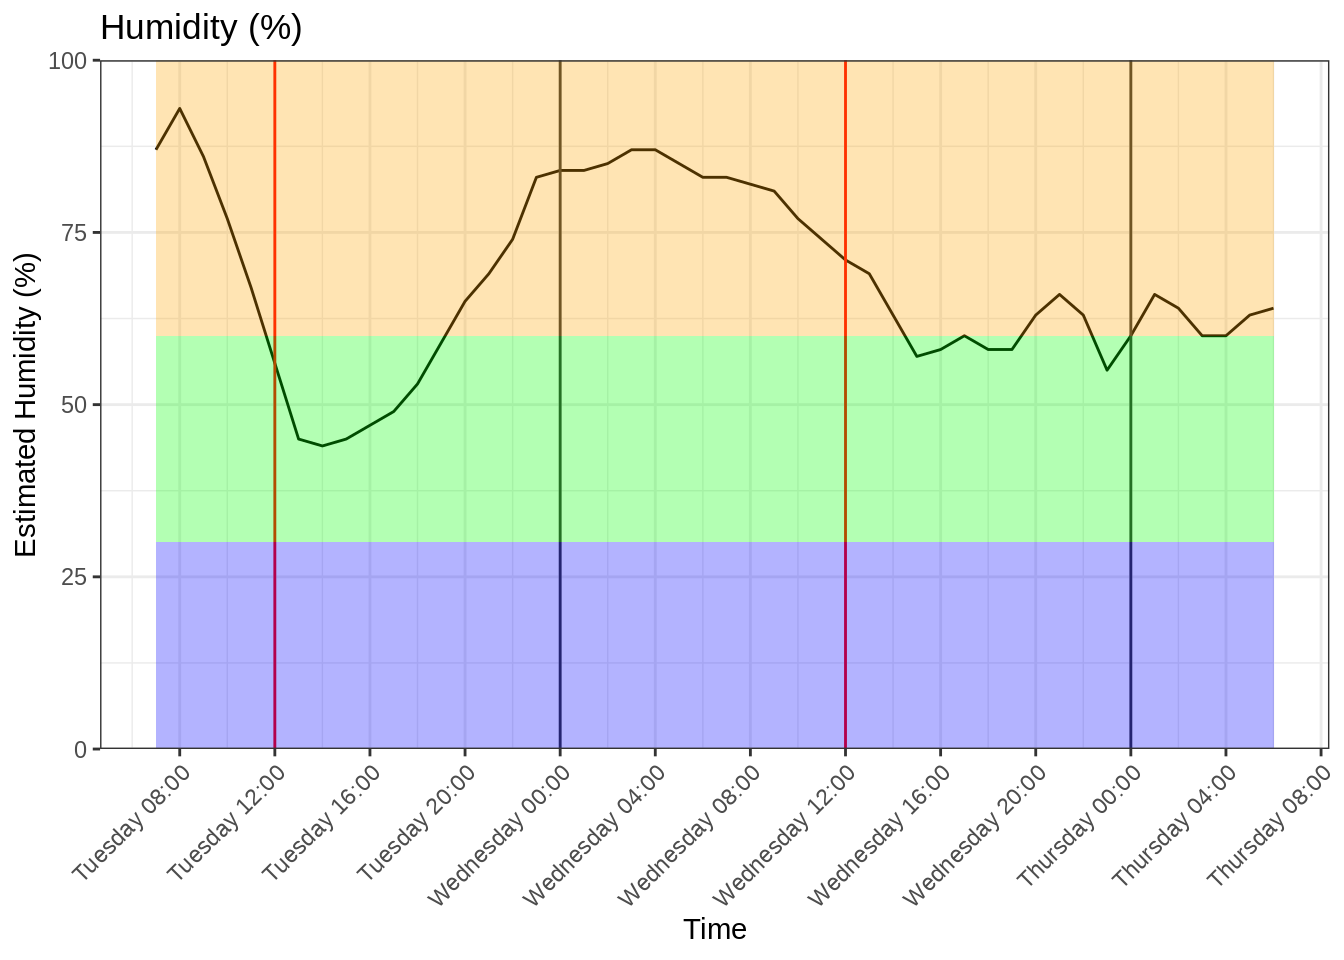 Humidity (%)
Estimated Humidity (%)
100
75
50
25
0
Tuesday 08:00
Tuesday 12:00
Tuesday 16:00
Tuesday 20:00
Wednesday 00:00
Wednesday 04:00
Wednesday 08:00
Wednesday 12:00
Wednesday 16:00
Wednesday 20:00
Thursday 00:00
Thursday 04:00
Thursday 08:00
Time